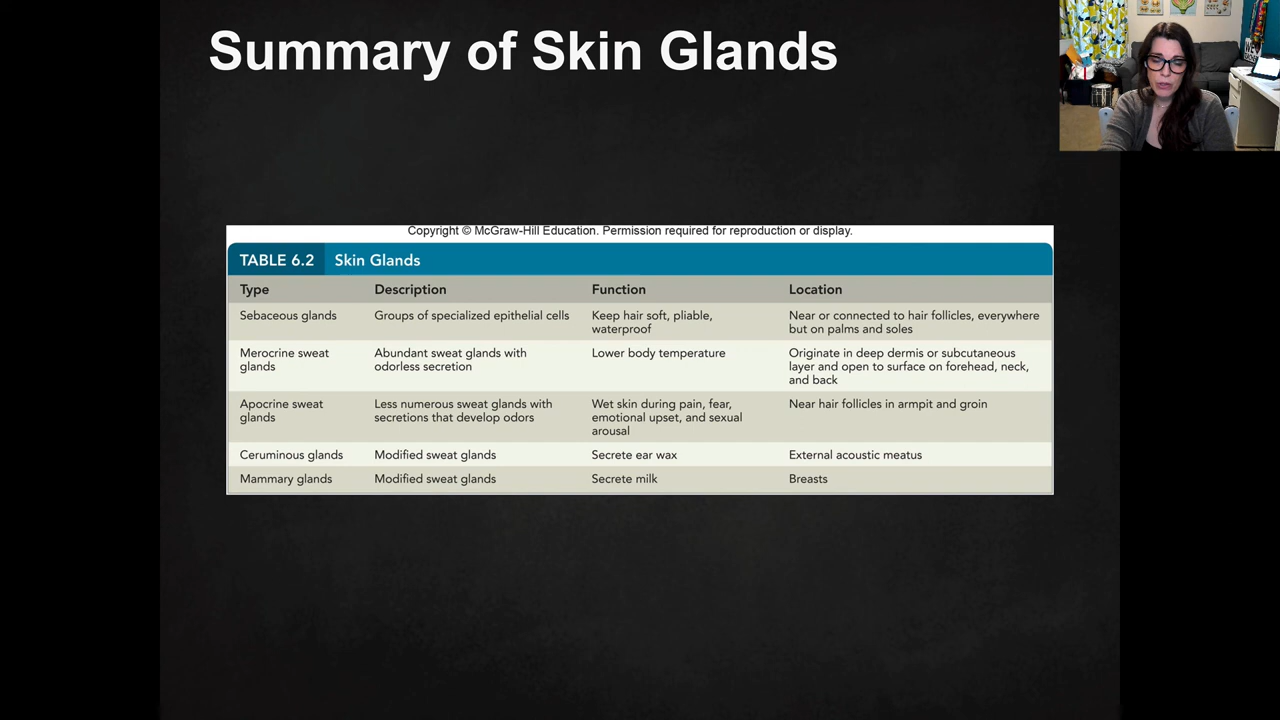 Summary of Skin Glands
Copyright © McGraw-Hill Education. Permission required for reproduction or display.
TABLE 6.2 Skin Glands
Type Description Function Location
Sebaceous glands Groups of specialized epithelial cells Keep hair soft, pliable, Near or connected to hair follicles, everywhere
waterproof but on palms and soles
Merocrine sweat Abundant sweat glands with Lower body temperature Originate in deep dermis or subcutaneous
glands odorless secretion layer and open to surface on forehead, neck,
and back
Apocrine sweat Less numerous sweat glands with Wet skin during pain, fear, Near hair follicles in armpit and groin
glands secretions that develop odors emotional upset, and sexual
arousal
Ceruminous glands Modified sweat glands Secrete ear wax External acoustic meatus
Mammary glands Modified sweat glands Secrete milk Breasts